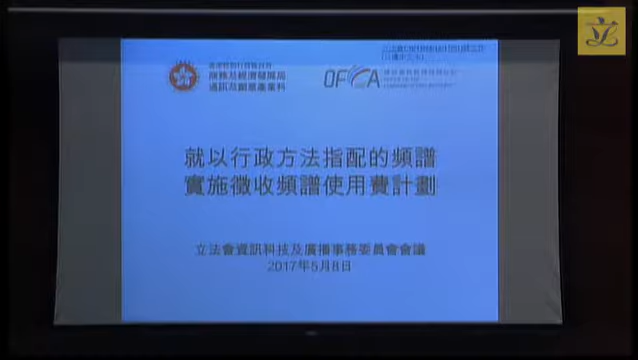 立
商務及經濟發展局
通訊及創意產業科
OFCA
就以行政方法指配的頻譜
實施徵收頻譜使用費計劃
立法會資訊科技及廣播事務委員會會議
2017年5月8日